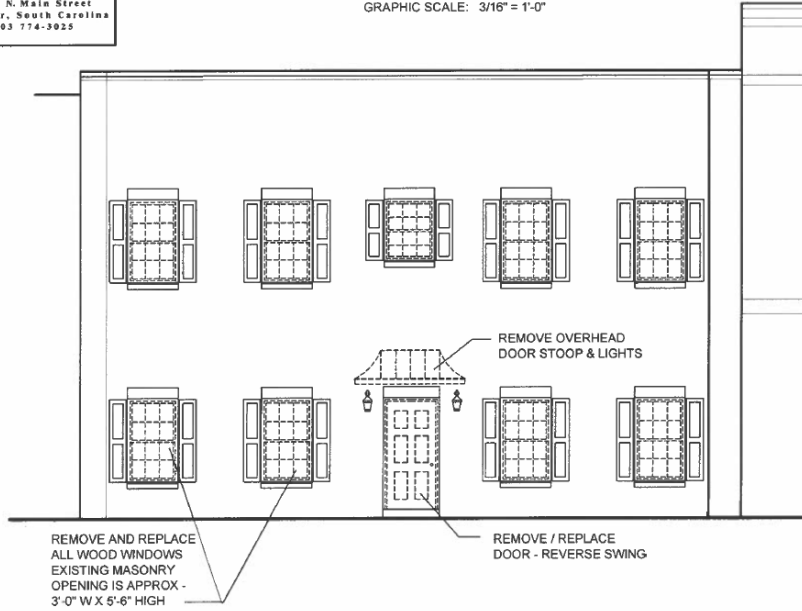 N. Main Street
r, South Carolina
03 774-3025
GRAPHIC SCALE: 3/16" = 1'-0"
REMOVE OVERHEAD
DOOR STOOP & LIGHTS
REMOVE AND REPLACE
ALL WOOD WINDOWS
EXISTING MASONRY
OPENING IS APPROX -
3'-0" W X 5'-6" HIGH
REMOVE / REPLACE
DOOR - REVERSE SWING